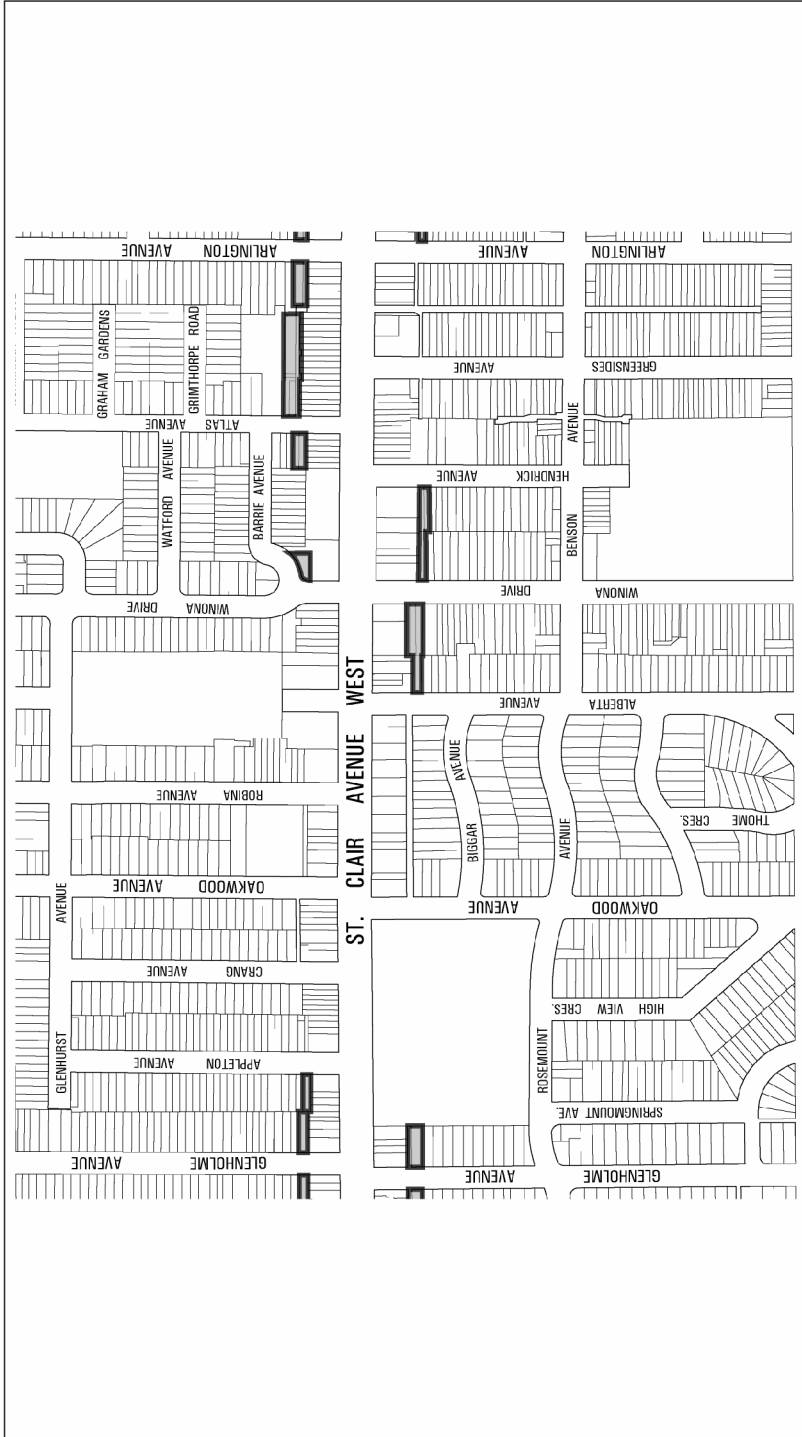 ARLINGTON AVENUE
ARLINGTON AVENUE
GRAHAM GARDENS
GRIMTHORPE ROAD
GREENSIDES AVENUE
ATLAS AVENUE
WATFORD AVENUE
BARRIE AVENUE
HENDRICK AVENUE
BENSON AVENUE
WINONA DRIVE
WINONA DRIVE
ST. CLAIR AVENUE WEST
ALBERTA AVENUE
ROBINA AVENUE
BIGGAR AVENUE
AVENUE
THOME CRES.
OAKWOOD AVENUE
OAKWOOD AVENUE
GLENHURST AVENUE
CRANG AVENUE
HIGH VIEW CRES.
ROSEMOUNT
APPLETON AVENUE
SPRINGMOUNT AVE.
GLENHOLME AVENUE
GLENHOLME AVENUE